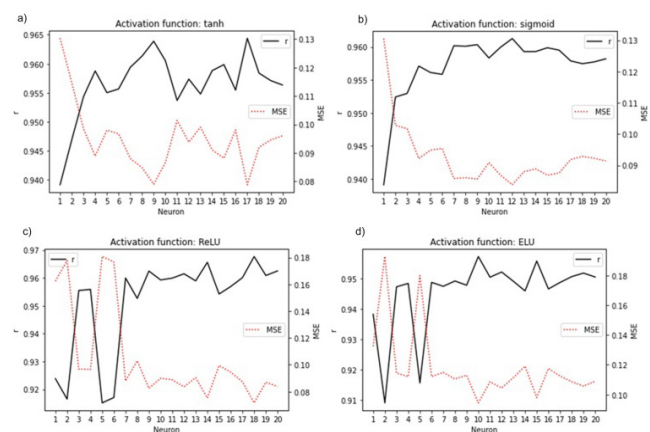 a)
Activation function: tanh
r
MSE
0.965
0.960
0.955
0.950
0.945
0.940
r
0.13
0.12
0.11
0.10
0.09
0.08
MSE
1 2 3 4 5 6 7 8 9 10 11 12 13 14 15 16 17 18 19 20
Neuron
b)
Activation function: sigmoid
r
MSE
0.960
0.955
0.950
0.945
0.940
r
0.13
0.12
0.11
0.10
0.09
MSE
1 2 3 4 5 6 7 8 9 10 11 12 13 14 15 16 17 18 19 20
Neuron
c)
Activation function: ReLU
r
MSE
0.97
0.96
0.95
0.94
0.93
0.92
r
0.18
0.16
0.14
0.12
0.10
0.08
MSE
1 2 3 4 5 6 7 8 9 10 11 12 13 14 15 16 17 18 19 20
Neuron
d)
Activation function: ELU
r
MSE
0.95
0.94
0.93
0.92
0.91
r
0.18
0.16
0.14
0.12
0.10
MSE
1 2 3 4 5 6 7 8 9 10 11 12 13 14 15 16 17 18 19 20
Neuron